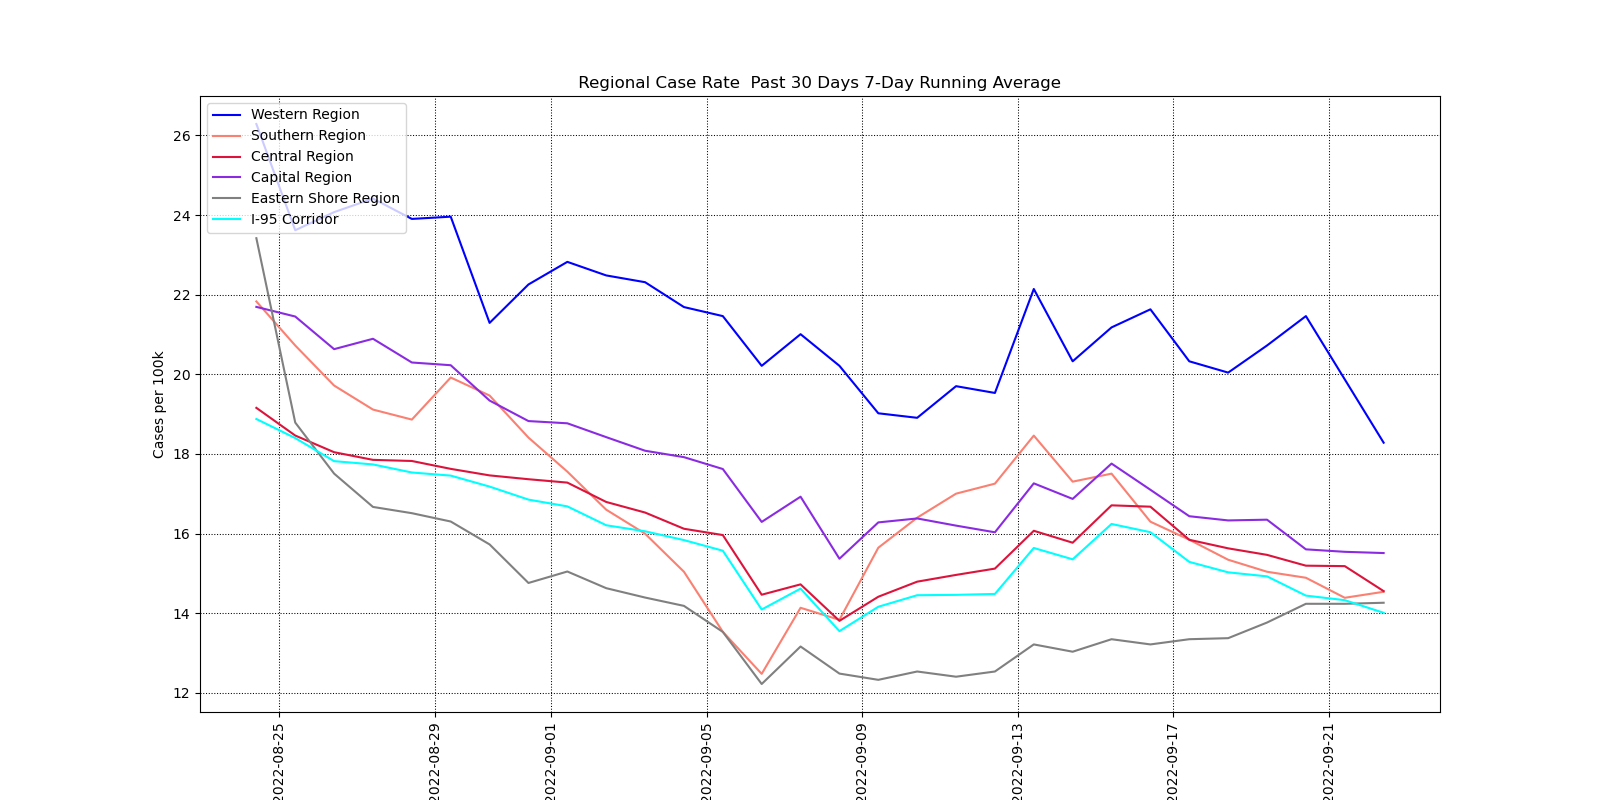 Regional Case Rate  Past 30 Days 7-Day Running Average
Western Region
Southern Region
Central Region
Capital Region
Eastern Shore Region
I-95 Corridor
Cases per 100k
26
24
22
20
18
16
14
12
2022-08-25
2022-08-29
2022-09-01
2022-09-05
2022-09-09
2022-09-13
2022-09-17
2022-09-21